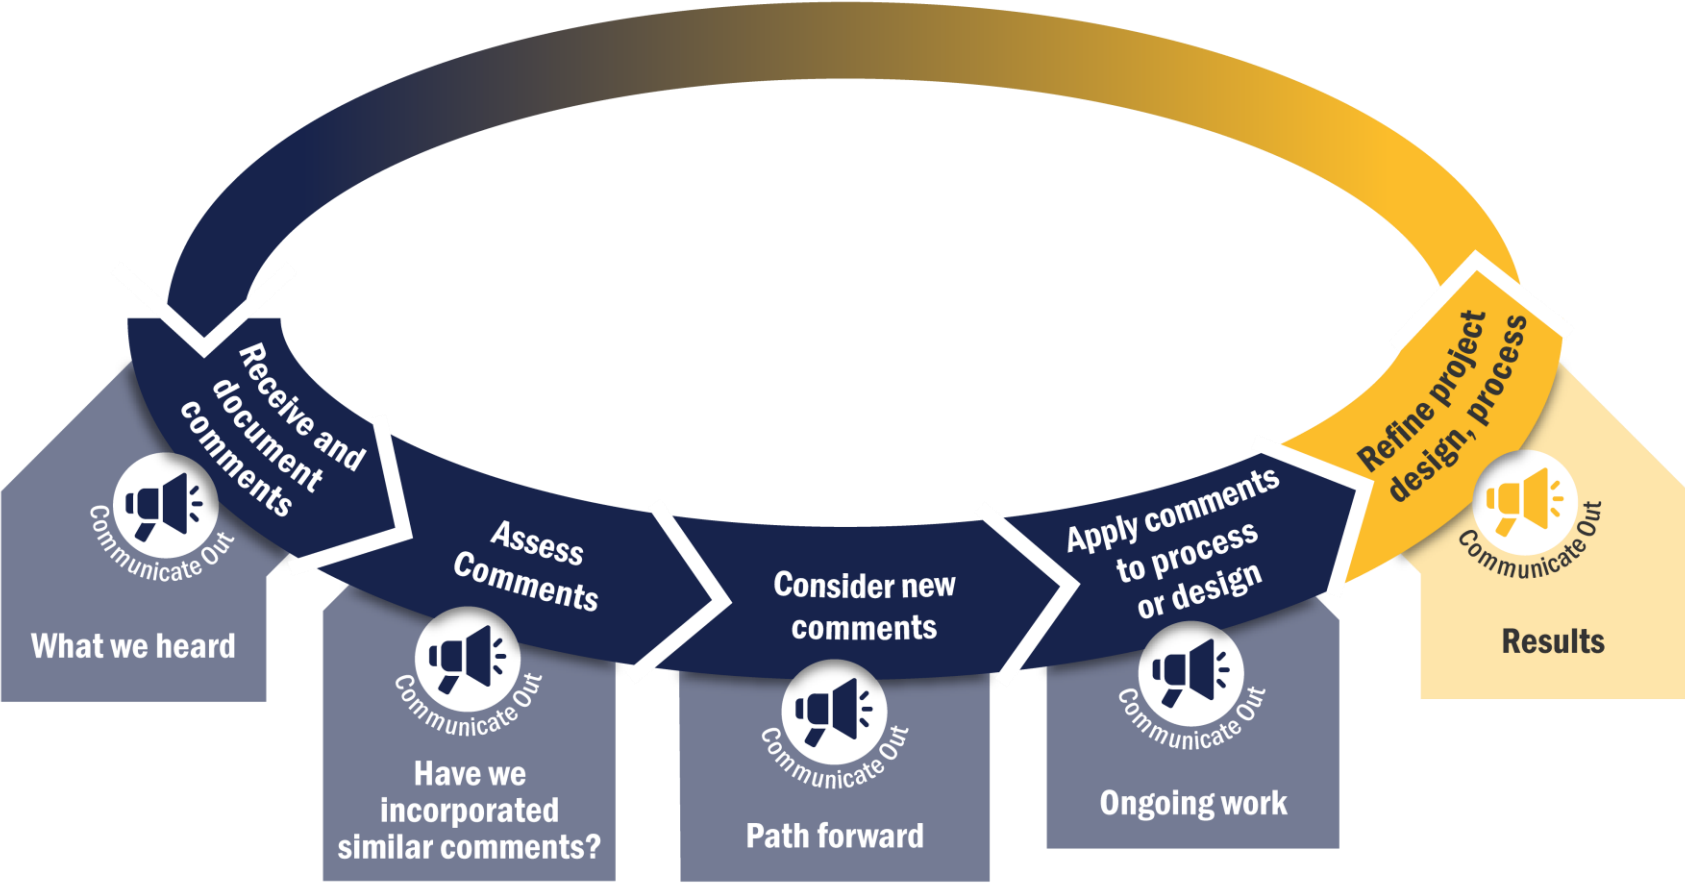 Receive and
document
comments
Communicate Out
What we heard
Assess
Comments
Communicate Out
Have we
incorporated
similar comments?
Consider new
comments
Communicate Out
Path forward
Apply comments
to process
or design
Communicate Out
Ongoing work
Refine project
design, process
Communicate Out
Results